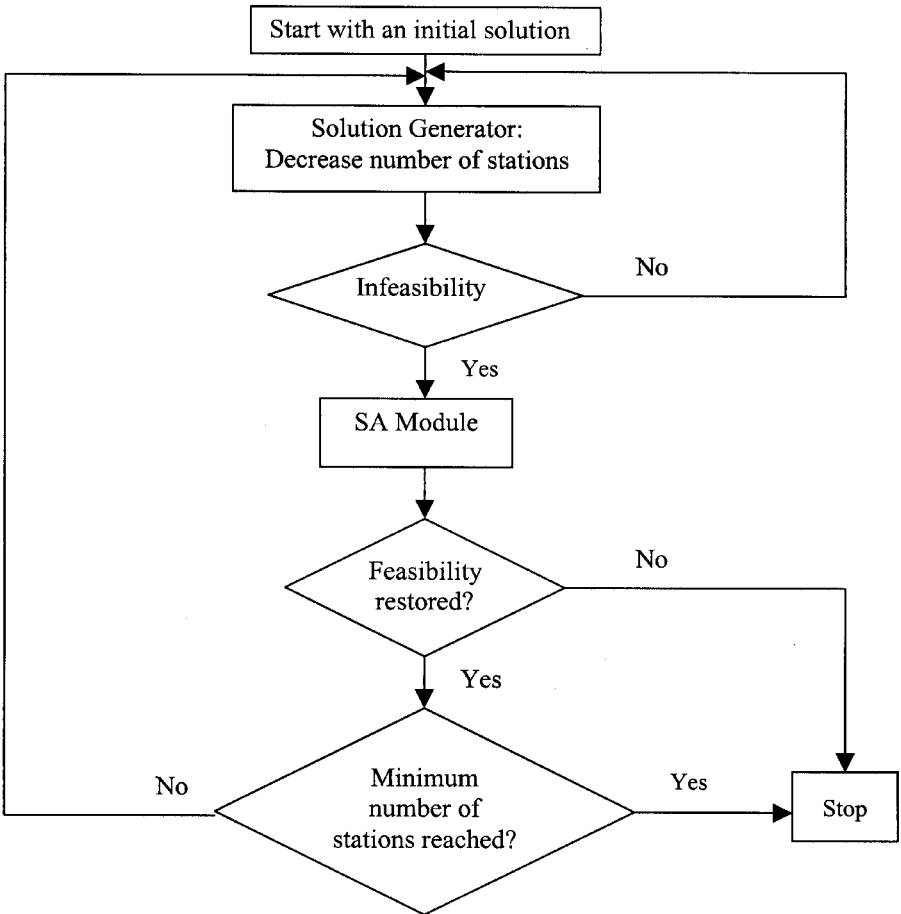 Start with an initial solution
Solution Generator:
Decrease number of stations
Infeasibility
No
Yes
SA Module
Feasibility
restored?
No
Yes
Minimum
number of
stations reached?
No
Yes
Stop